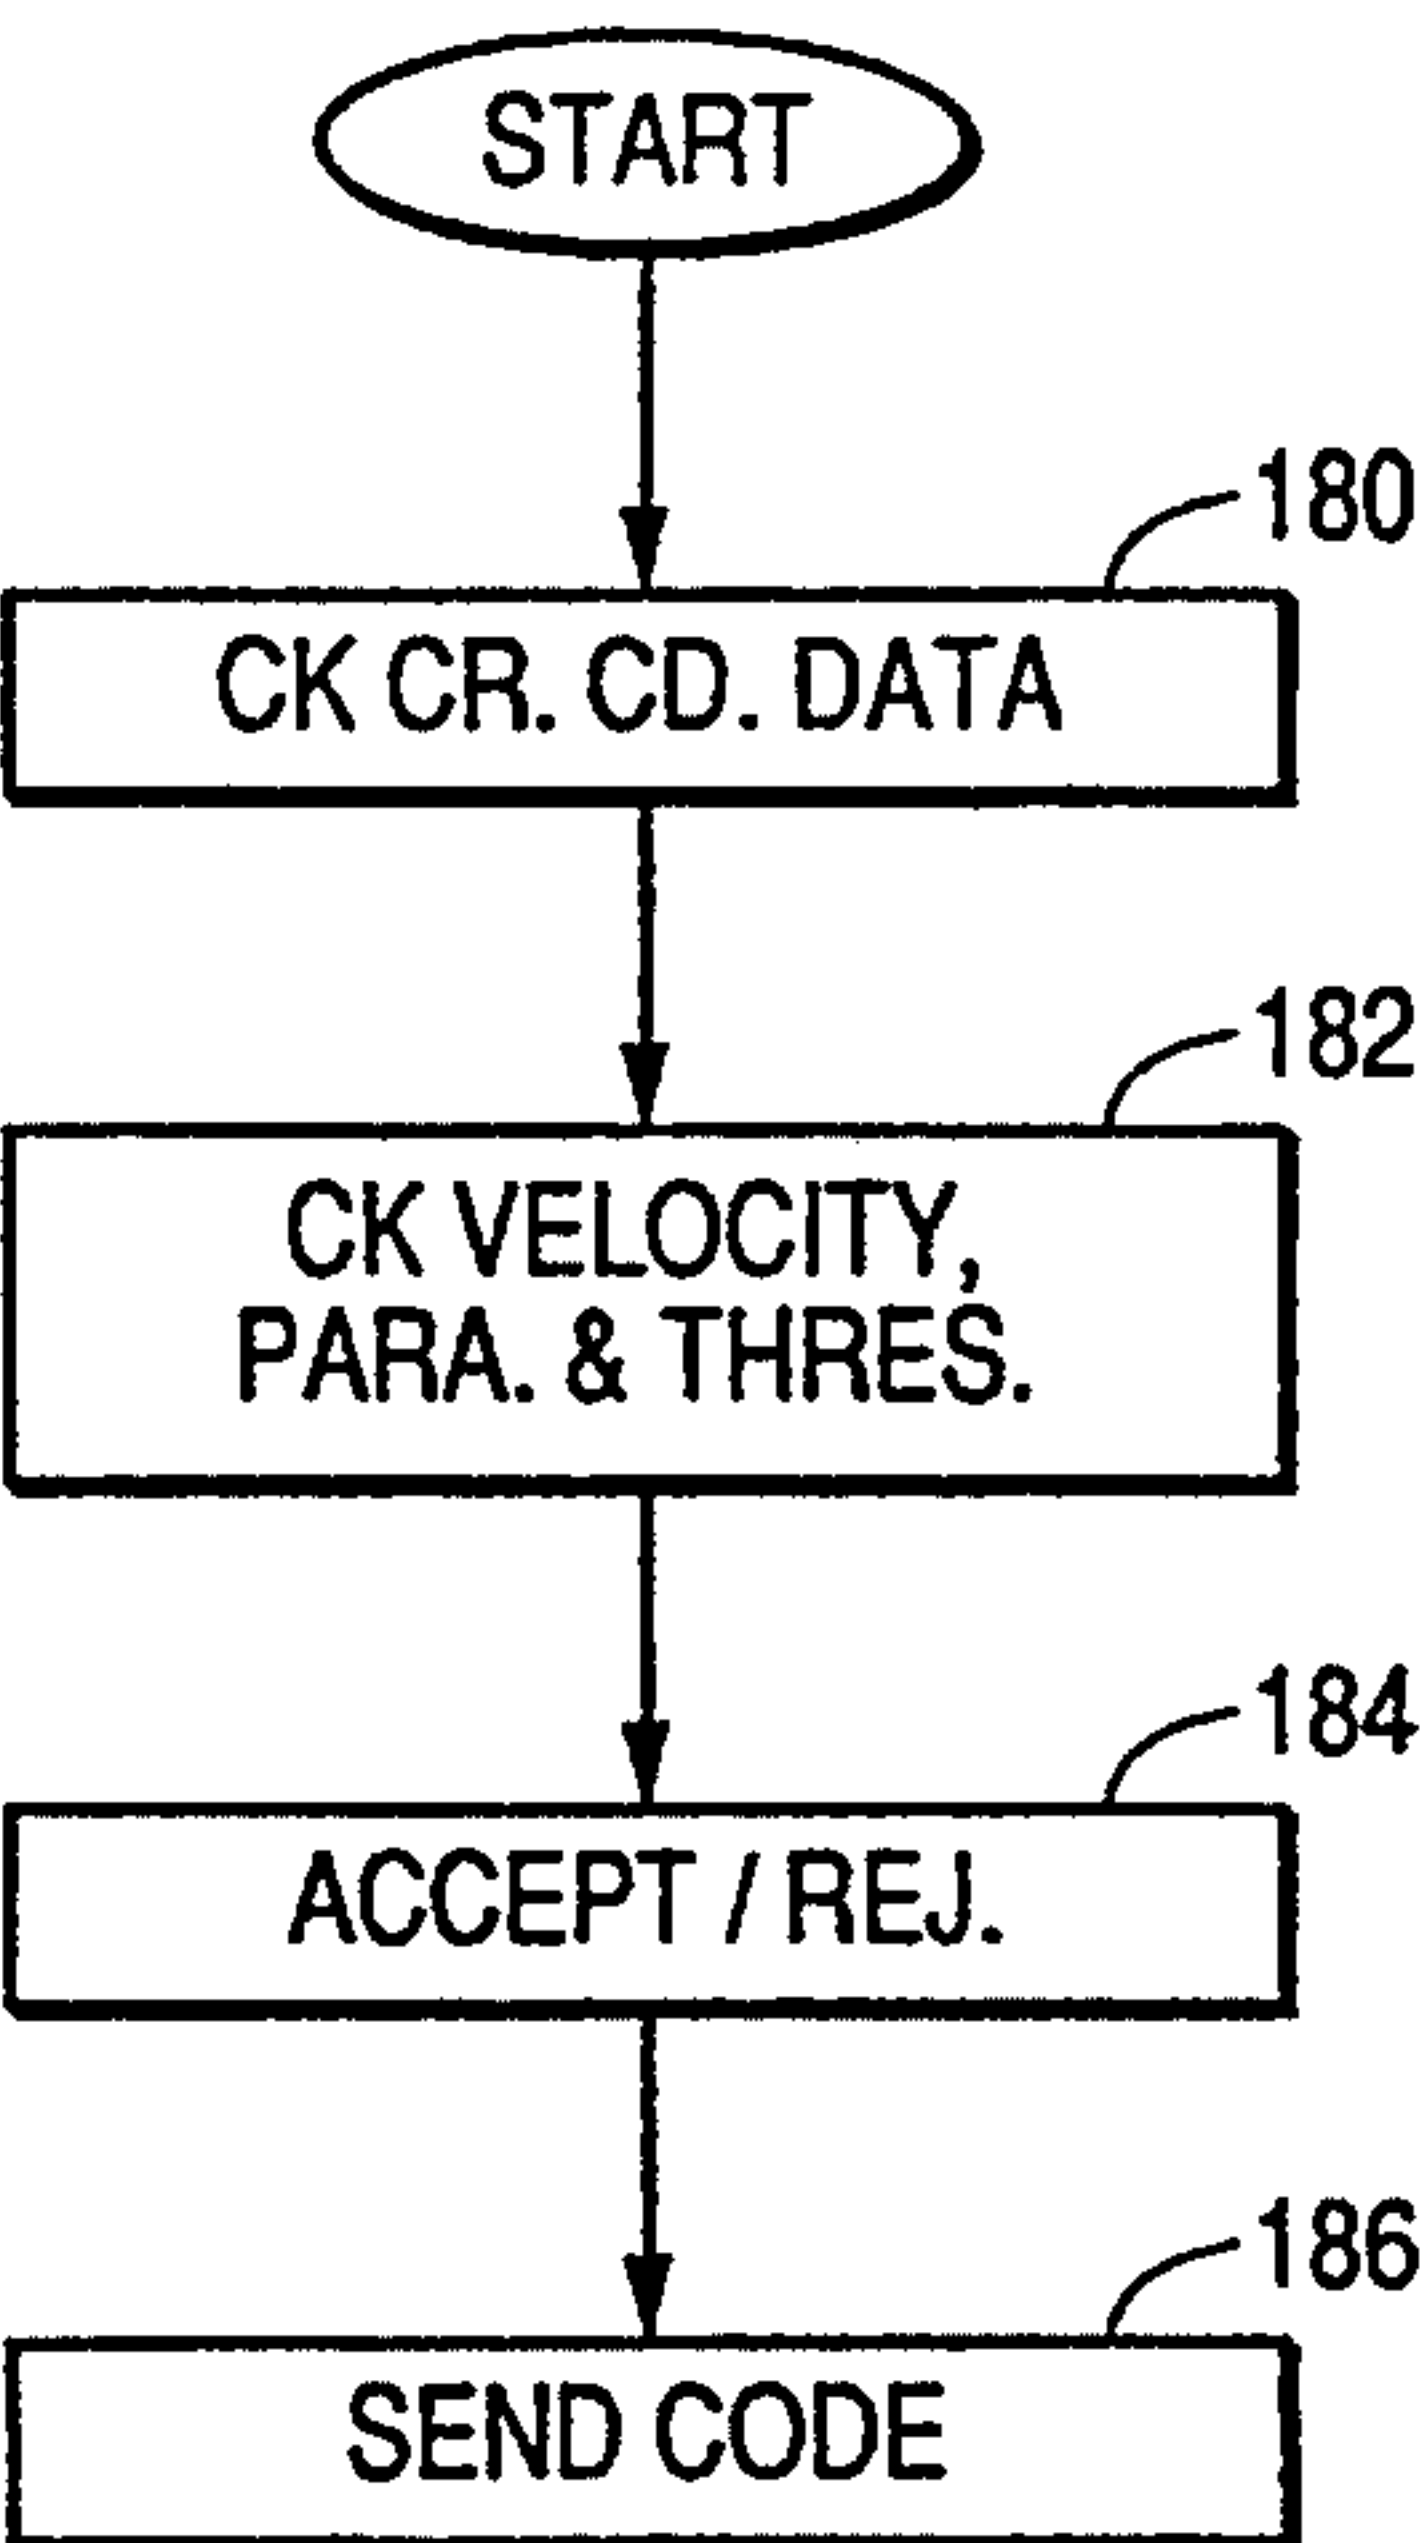 START
180
CK CR. CD. DATA
182
CK VELOCITY,
PARA. & THRES.
184
ACCEPT / REJ.
186
SEND CODE